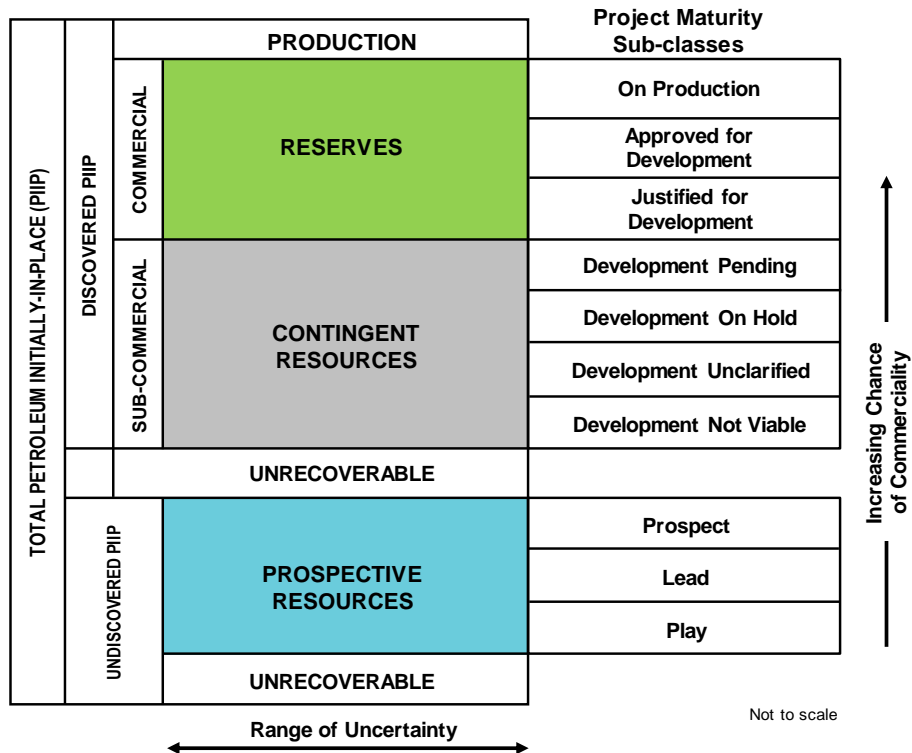 TOTAL PETROLEUM INITIALLY-IN-PLACE (PIIP)
DISCOVERED PIIP
UNDISCOVERED PIIP
COMMERCIAL
SUB-COMMERCIAL
PRODUCTION
Project Maturity
Sub-classes
RESERVES
On Production
Approved for
Development
Justified for
Development
CONTINGENT
RESOURCES
Development Pending
Development On Hold
Development Unclarified
Development Not Viable
UNRECOVERABLE
PROSPECTIVE
RESOURCES
Prospect
Lead
Play
UNRECOVERABLE
Increasing Chance
of Commerciality
Range of Uncertainty
Not to scale